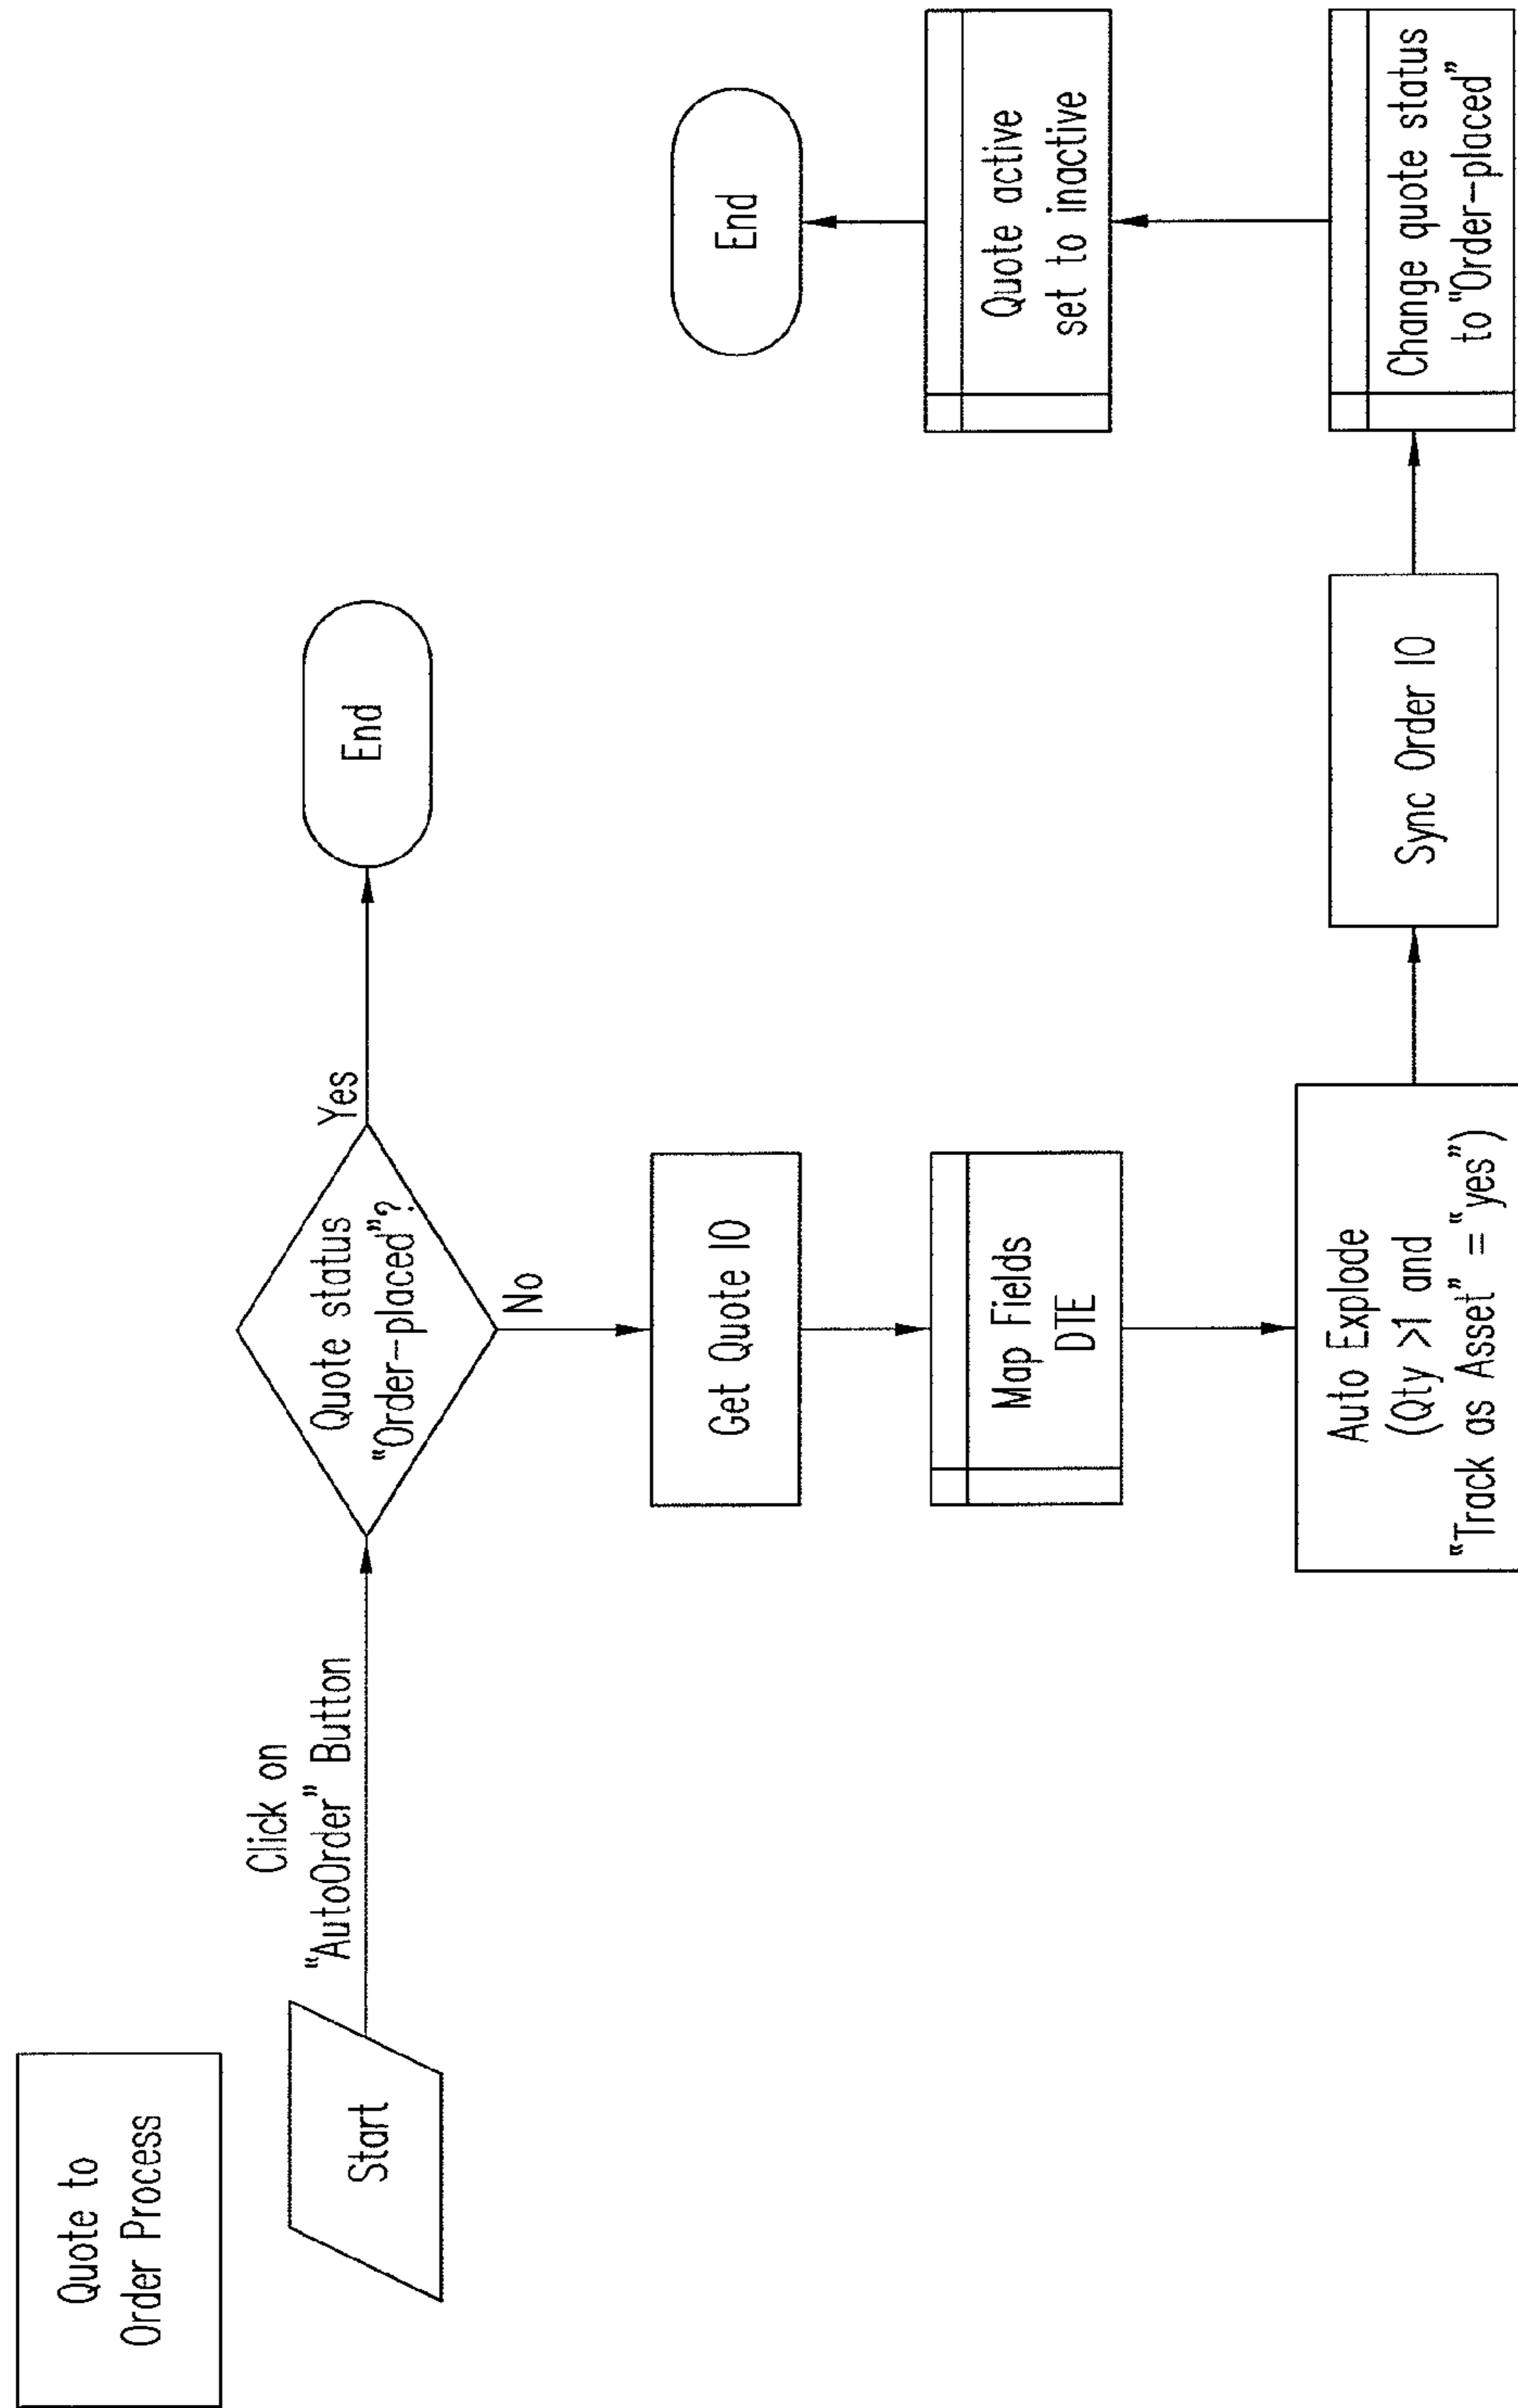 Quote to
Order Process
Start
Click on
“AutoOrder” Button
Quote status
“Order–placed”?
Yes
End
No
Get Quote IO
Map Fields
DTE
Auto Explode
(Qty >1 and
“Track as Asset” = “yes”)
Sync Order IO
Change quote status
to “Order–placed”
Quote active
set to inactive
End